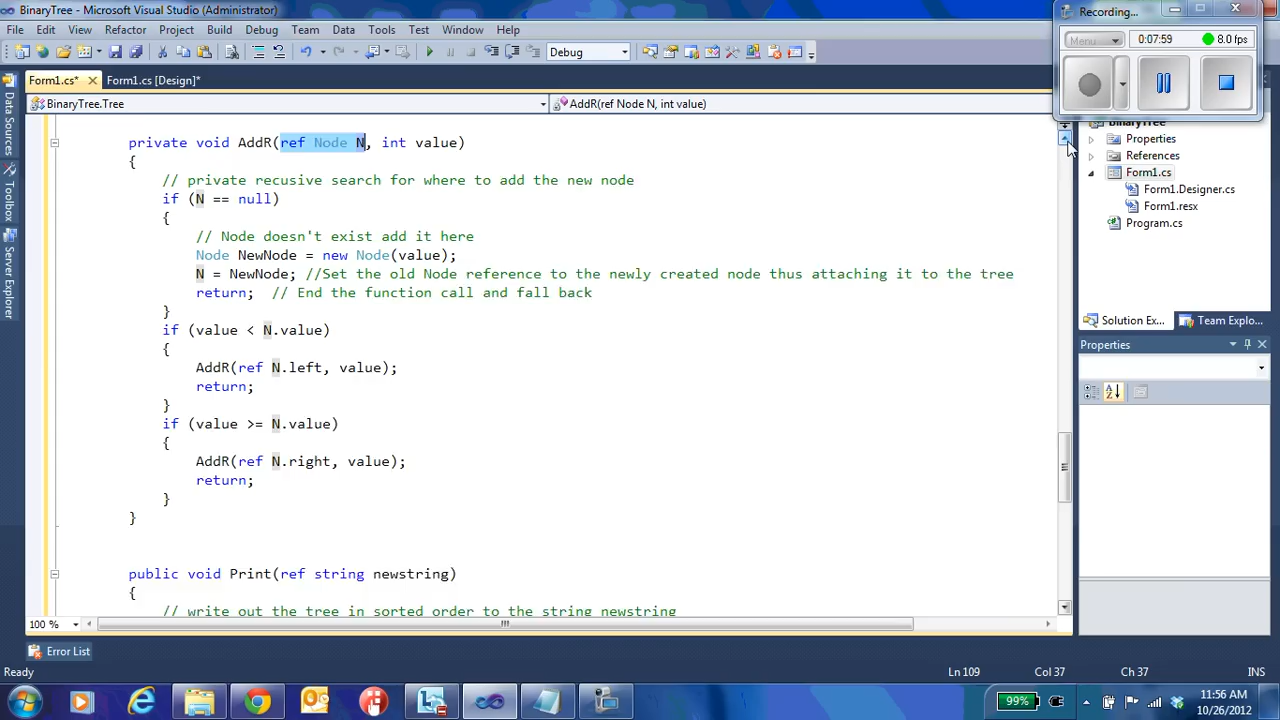 BinaryTree - Microsoft Visual Studio (Administrator)
File Edit View Refactor Project Build Debug Team Data Tools Test Window Help
Debug
Recording...
Menu 0:07:59 8.0 fps
Form1.cs* Form1.cs [Design]*
BinaryTree.Tree AddR(ref Node N, int value)
Data Sources
Toolbox
Server Explorer
private void AddR(ref Node N, int value)
{
// private recusive search for where to add the new node
if (N == null)
{
// Node doesn't exist add it here
Node NewNode = new Node(value);
N = NewNode; //Set the old Node reference to the newly created node thus attaching it to the tree
return; // End the function call and fall back
}
if (value < N.value)
{
AddR(ref N.left, value);
return;
}
if (value >= N.value)
{
AddR(ref N.right, value);
return;
}
}
public void Print(ref string newstring)
{
// write out the tree in sorted order to the string newstring
100 %
BinaryTree
Properties
References
Form1.cs
Form1.Designer.cs
Form1.resx
Program.cs
Solution Ex... Team Explo...
Properties
Error List
Ready Ln 109 Col 37 Ch 37 INS
99% 11:56 AM
10/26/2012